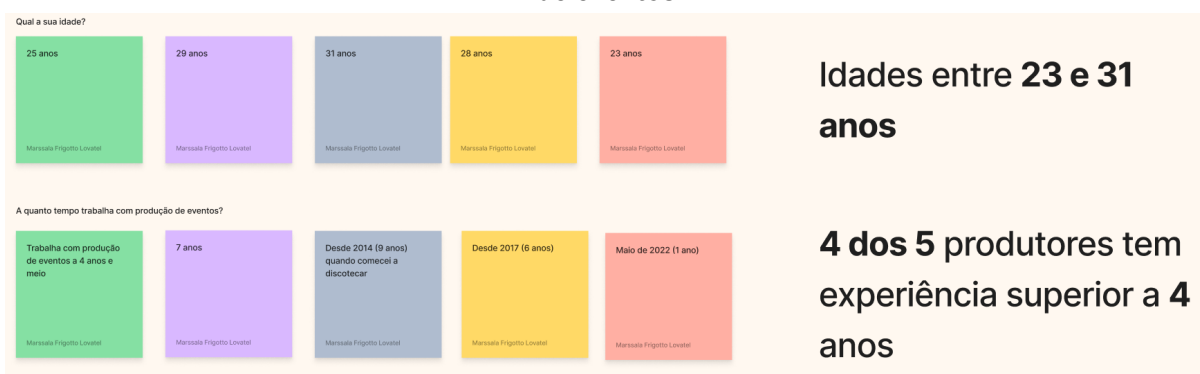 Qual a sua idade?
25 anos
29 anos
31 anos
28 anos
23 anos
Marssala Frigotto Lovatel
Marssala Frigotto Lovatel
Marssala Frigotto Lovatel
Marssala Frigotto Lovatel
Marssala Frigotto Lovatel
Idades entre 23 e 31
anos
A quanto tempo trabalha com produção de eventos?
Trabalha com produção
de eventos a 4 anos e
meio
7 anos
Desde 2014 (9 anos)
quando comecei a
discotecar
Desde 2017 (6 anos)
Maio de 2022 (1 ano)
Marssala Frigotto Lovatel
Marssala Frigotto Lovatel
Marssala Frigotto Lovatel
Marssala Frigotto Lovatel
Marssala Frigotto Lovatel
4 dos 5 produtores tem
experiência superior a 4
anos